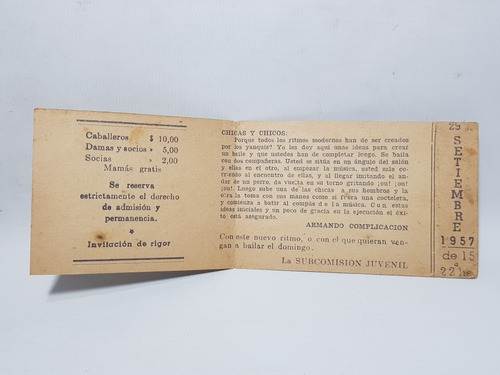 Caballeros $ 10,00
Damas y socios » 5,00
Socias » 2,00
Mamás gratis
Se reserva
estrictamente el derecho
de admisión y
permanencia.
*
Invitación de rigor
CHICAS Y CHICOS:
Porque todos los ritmos modernos han de ser creados
por los yanquis? Yo les doy aquí unas ideas para crear
un baile y que ustedes han de completar luego. Se baila
con dos compañeras. Usted se sitúa en un ángulo del salón
y ellas en el otro, al empezar la música, usted sale co-
rriendo al encuentro de ellas, y al llegar imitando el an-
dar de un perro, da vuelta en su torno gritando ¡ou! ¡ou!
¡ou! Luego sube una de las chicas a sus hombros y la
otra la toma con sus manos como si fuera una coctelera,
y comienza a batir al compás de la música. Con estas
ideas iniciales y un poco de gracia en la ejecución el éxi-
to está asegurado.
ARMANDO COMPLICACION
Con este nuevo ritmo, o con el que quieran ven-
gan a bailar el domingo.
La SUBCOMISION JUVENIL
29
SETIEMBRE
1957
de 15
a
22 hs.